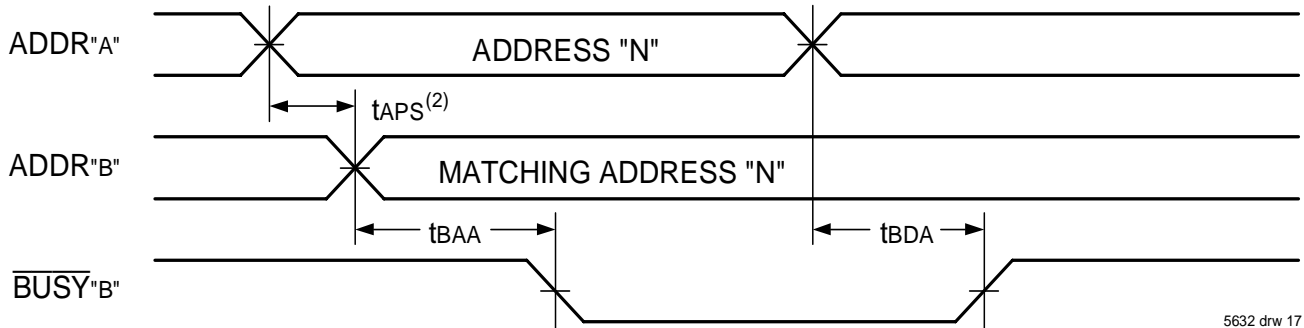 ADDR"A"
ADDRESS "N"
tAPS(2)
ADDR"B"
MATCHING ADDRESS "N"
tBAA
tBDA
BUSY"B"
5632 drw 17